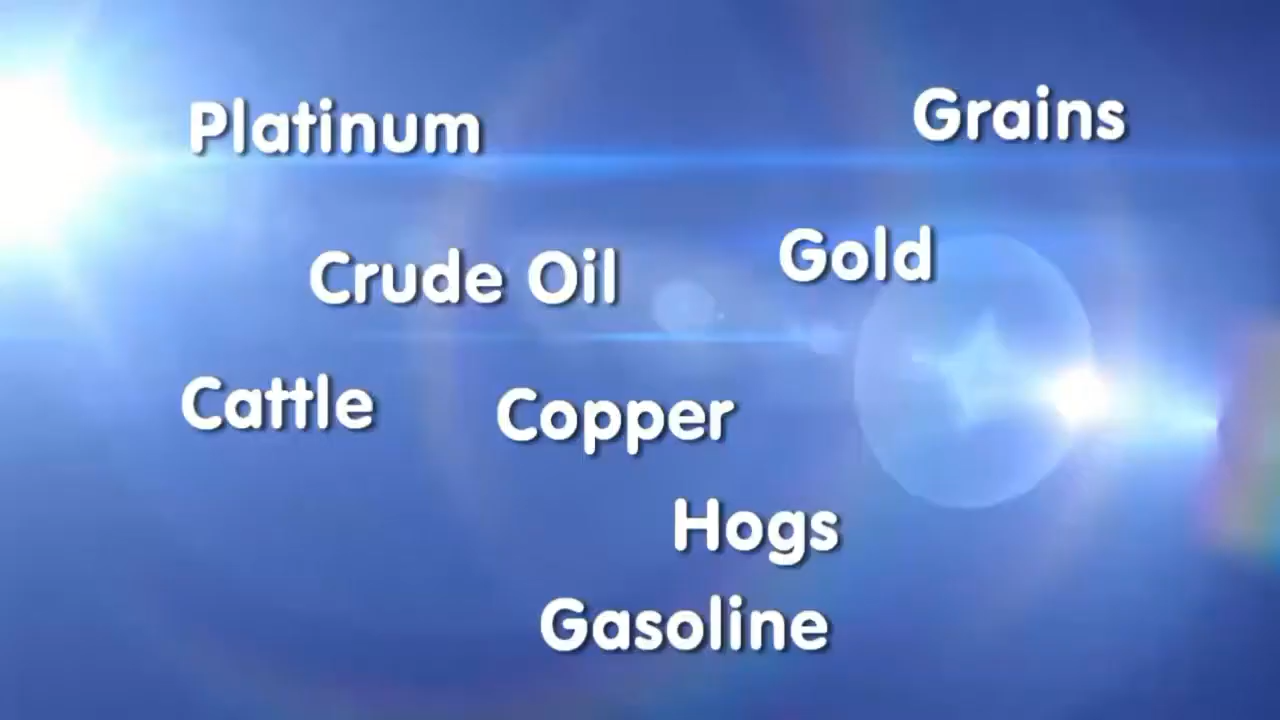 Platinum
Grains
Crude Oil
Gold
Cattle
Copper
Hogs
Gasoline